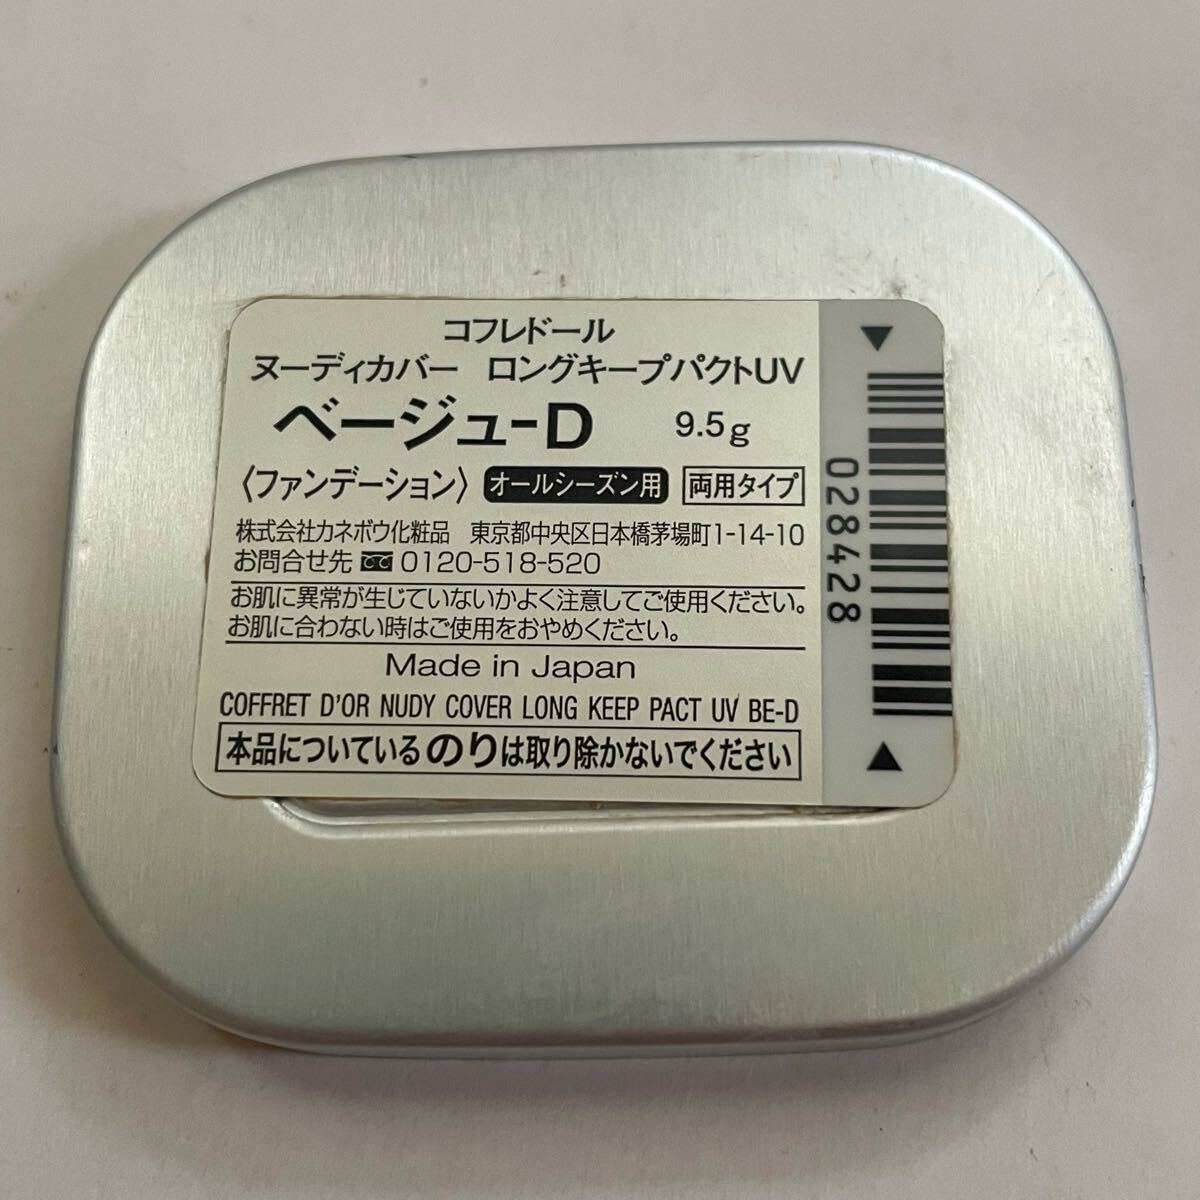 コフレドール
ヌーディカバー ロングキープパクトUV
ベージュ-D 9.5g
〈ファンデーション〉 オールシーズン用 両用タイプ
株式会社カネボウ化粧品 東京都中央区日本橋茅場町1-14-10
お問合せ先 0120-518-520
お肌に異常が生じていないかよく注意してご使用ください。
お肌に合わない時はご使用をおやめください。
Made in Japan
COFFRET D'OR NUDY COVER LONG KEEP PACT UV BE-D
本品についているのりは取り除かないでください
028428